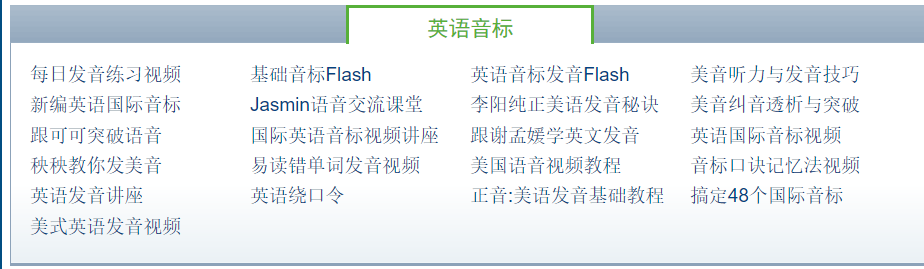 英语音标
每日发音练习视频 基础音标Flash 英语音标发音Flash 美音听力与发音技巧
新编英语国际音标 Jasmin语音交流课堂 李阳纯正美语发音秘诀 美音纠音透析与突破
跟可可突破语音 国际英语音标视频讲座 跟谢孟媛学英文发音 英语国际音标视频
秧秧教你发美音 易读错单词发音视频 美国语音视频教程 音标口诀记忆法视频
英语发音讲座 英语绕口令 正音:美语发音基础教程 搞定48个国际音标
美式英语发音视频